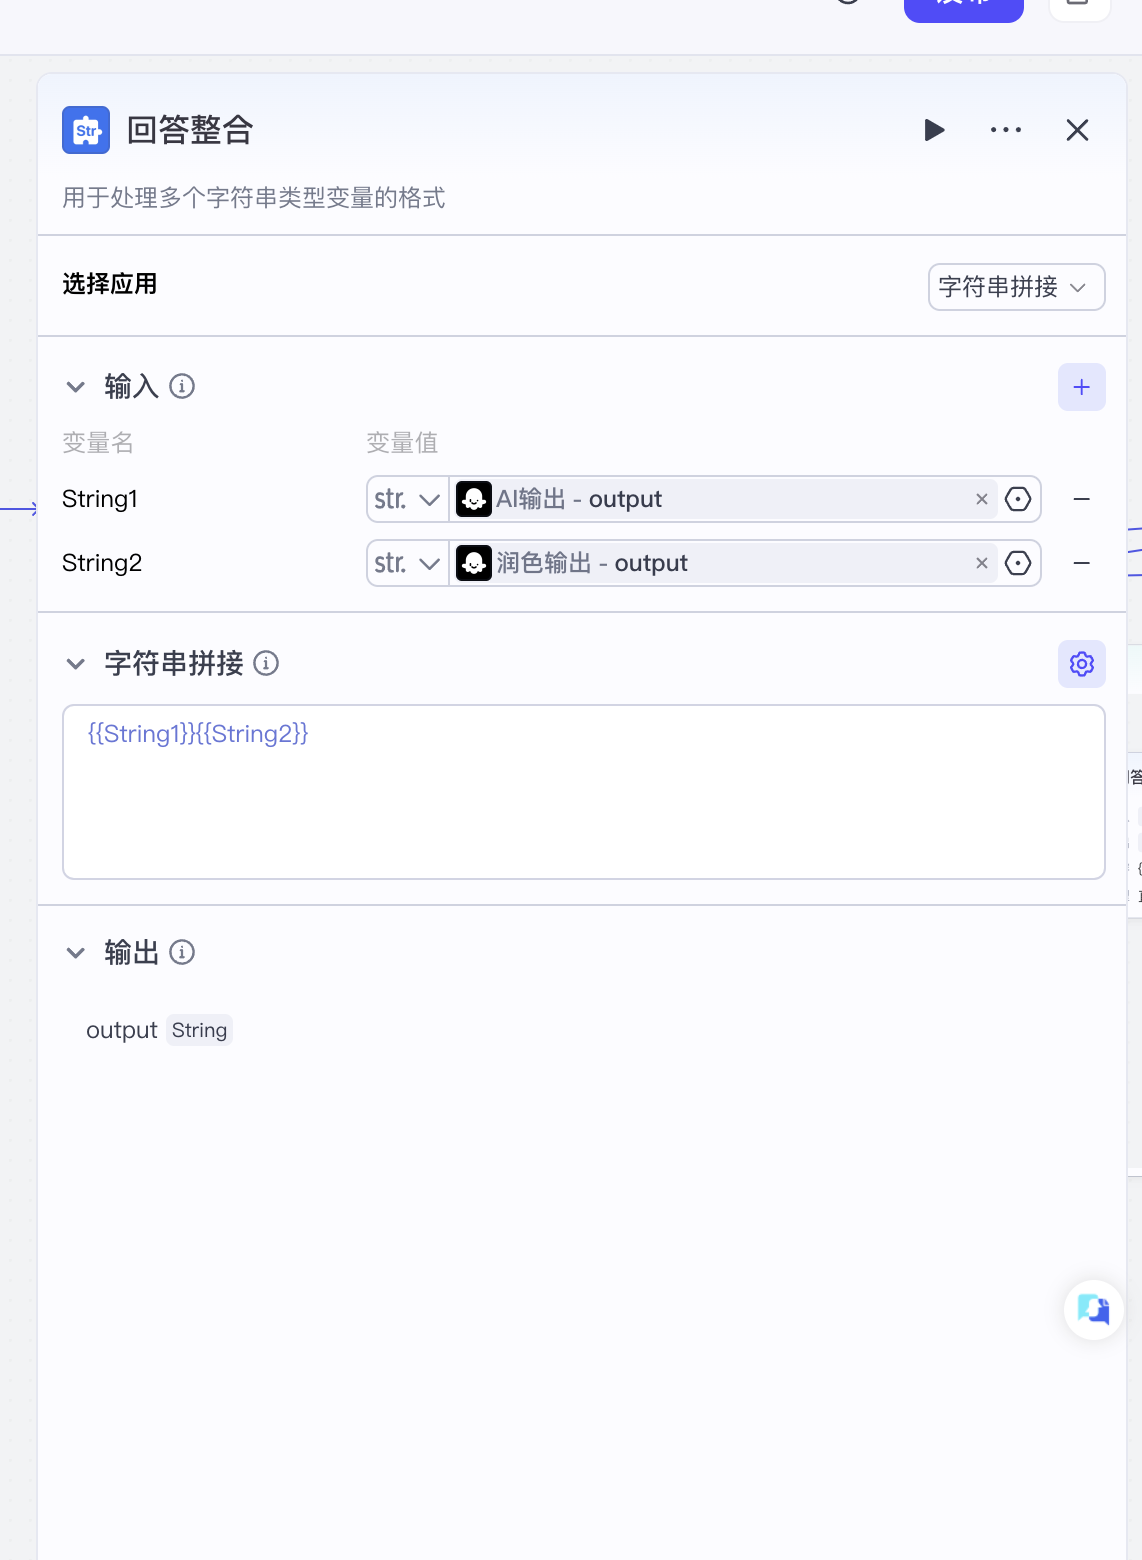 Str
回答整合
用于处理多个字符串类型变量的格式
选择应用
字符串拼接
输入
变量名 变量值
String1 str. AI输出 - output
String2 str. 润色输出 - output
字符串拼接
{{String1}}{{String2}}
输出
output String